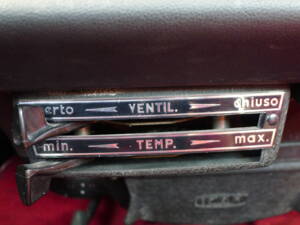 erto VENTIL. chiuso
min. TEMP. max.